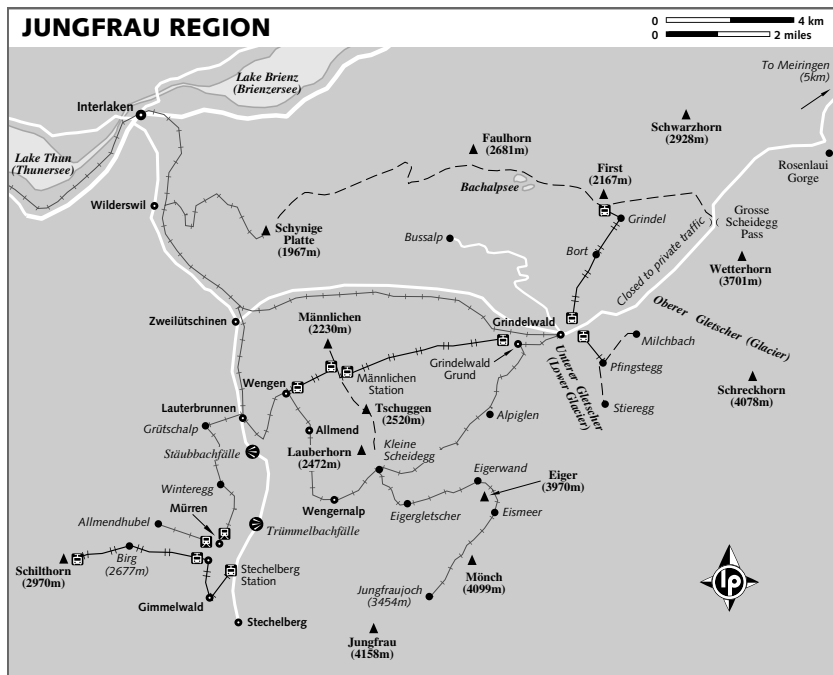 JUNGFRAU REGION
0 4 km
0 2 miles
To Meiringen
(5km)
Lake Brienz
(Brienzersee)
Interlaken
Lake Thun
(Thunersee)
Faulhorn
(2681m)
Schwarzhorn
(2928m)
First
(2167m)
Rosenlaui
Gorge
Bachalpsee
Wilderswil
Schynige
Platte
(1967m)
Bussalp
Grindel
Grosse
Scheidegg
Pass
Bort
Closed to private traffic
Wetterhorn
(3701m)
Oberer Gletscher (Glacier)
Zweilütschinen
Männlichen
(2230m)
Grindelwald
Milchbach
Grindelwald
Grund
Unterer Gletscher
(Lower Glacier)
Pfingstegg
Männlichen
Station
Wengen
Schreckhorn
(4078m)
Lauterbrunnen
Tschuggen
(2520m)
Stieregg
Grütschalp
Allmend
Alpiglen
Stäubbachfälle
Lauberhorn
(2472m)
Kleine
Scheidegg
Eigerwand
Eiger
(3970m)
Winteregg
Wengernalp
Eigergletscher
Eismeer
Mürren
Allmendhubel
Trümmelbachfälle
Birg
(2677m)
Schilthorn
(2970m)
Stechelberg
Station
Mönch
(4099m)
Jungfraujoch
(3454m)
Gimmelwald
Stechelberg
Jungfrau
(4158m)
lp